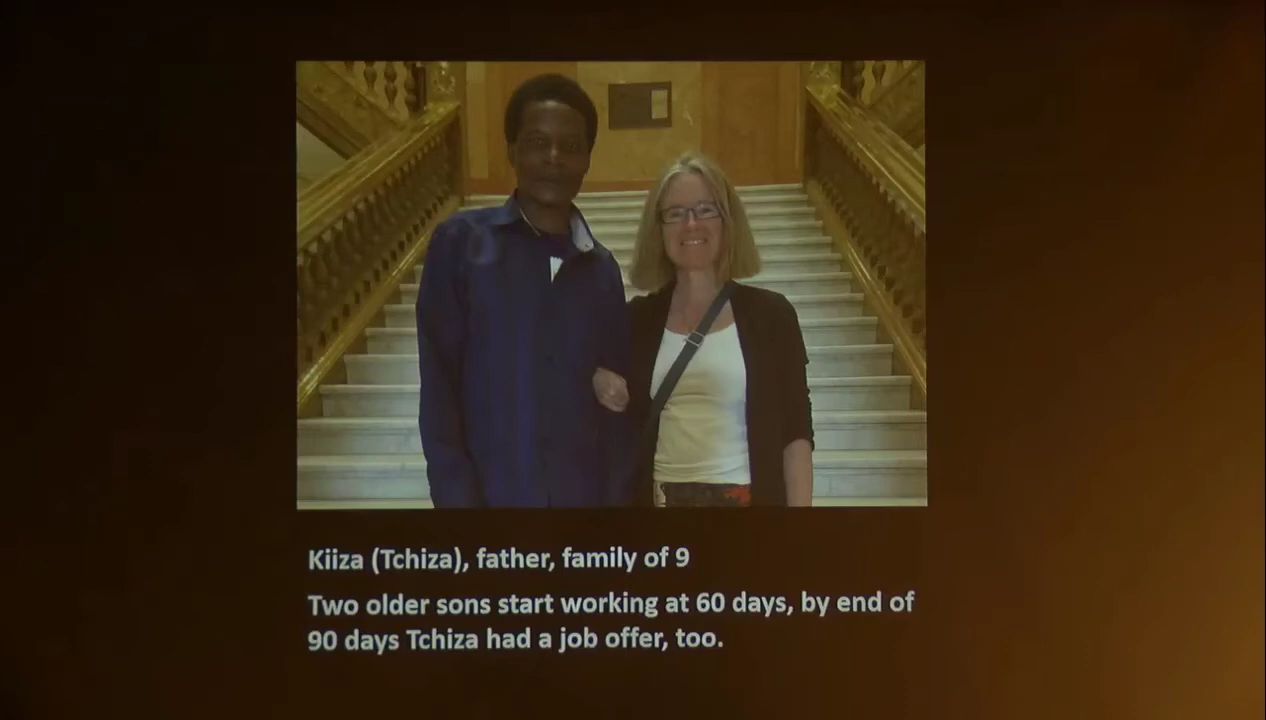 Kiiza (Tchiza), father, family of 9
Two older sons start working at 60 days, by end of
90 days Tchiza had a job offer, too.